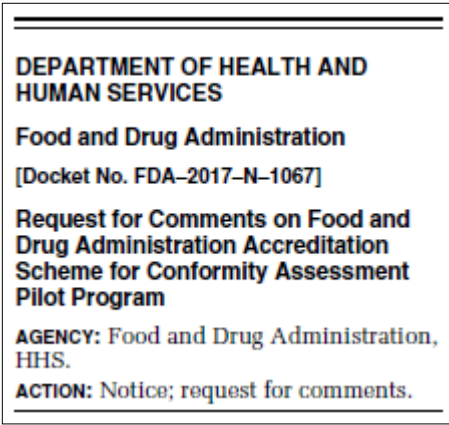 DEPARTMENT OF HEALTH AND
HUMAN SERVICES
Food and Drug Administration
[Docket No. FDA–2017–N–1067]
Request for Comments on Food and
Drug Administration Accreditation
Scheme for Conformity Assessment
Pilot Program
AGENCY: Food and Drug Administration,
HHS.
ACTION: Notice; request for comments.